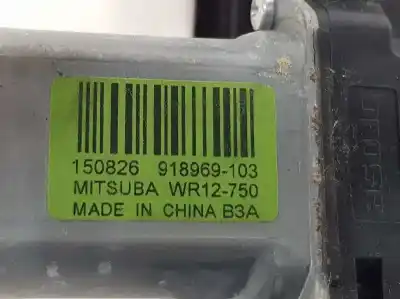 150826 918969-103
MITSUBA WR12-750
MADE IN CHINA B3A